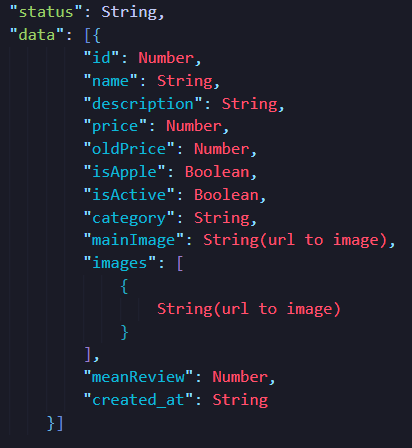 "status": String,
"data": [{
"id": Number,
"name": String,
"description": String,
"price": Number,
"oldPrice": Number,
"isApple": Boolean,
"isActive": Boolean,
"category": String,
"mainImage": String(url to image),
"images": [
{
String(url to image)
}
],
"meanReview": Number,
"created_at": String
}]